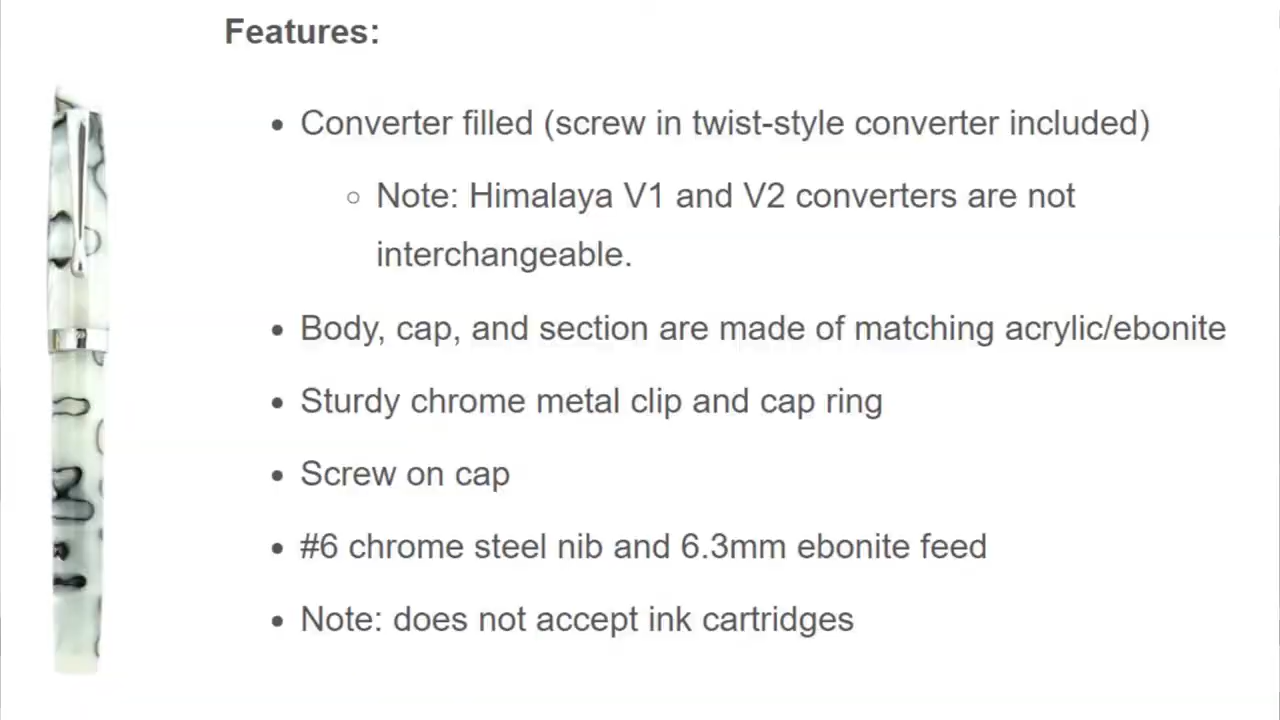 Features:
Converter filled (screw in twist-style converter included)
Note: Himalaya V1 and V2 converters are not
interchangeable.
Body, cap, and section are made of matching acrylic/ebonite
Sturdy chrome metal clip and cap ring
Screw on cap
#6 chrome steel nib and 6.3mm ebonite feed
Note: does not accept ink cartridges